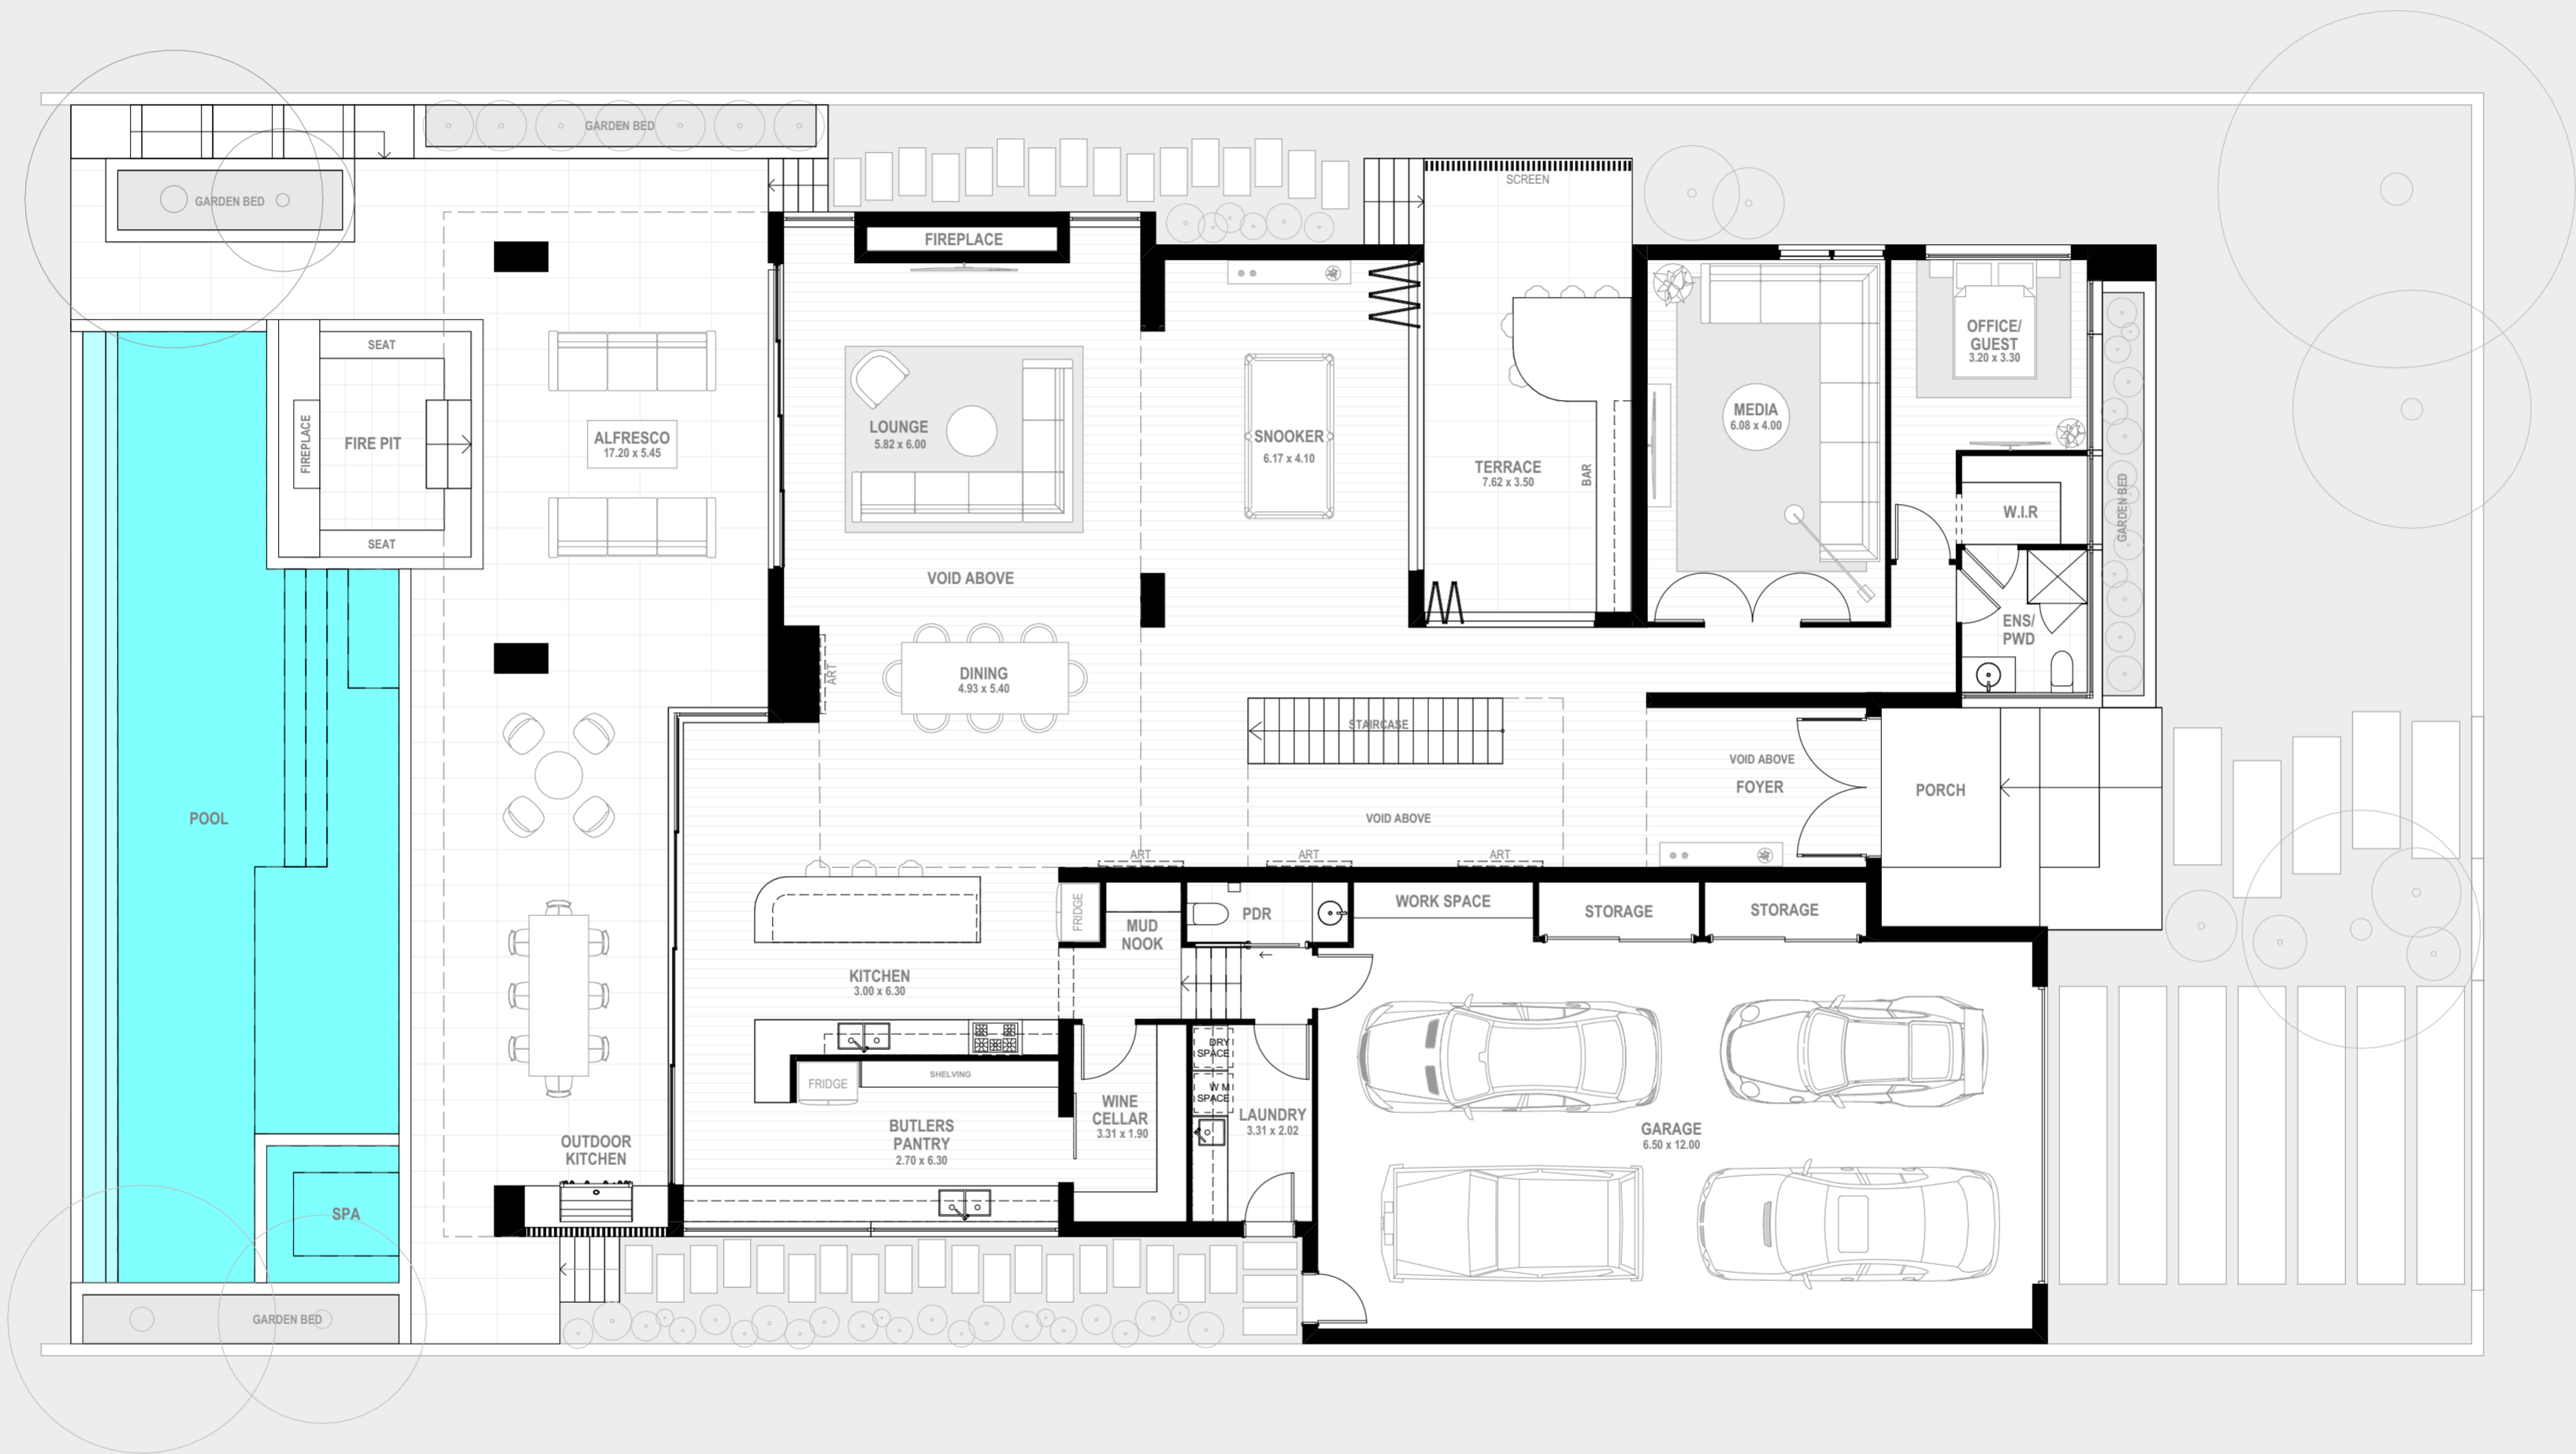 GARDEN BED
SCREEN
GARDEN BED
FIREPLACE
SEAT
OFFICE/
GUEST
3.20 x 3.30
FIREPLACE
FIRE PIT
ALFRESCO
17.20 x 5.45
LOUNGE
5.82 x 6.00
SNOOKER
6.17 x 4.10
TERRACE
7.62 x 3.50
BAR
MEDIA
6.08 x 4.00
W.I.R
GARDEN BED
SEAT
VOID ABOVE
ENS/
PWD
ART
DINING
4.93 x 5.40
STAIRCASE
VOID ABOVE
FOYER
PORCH
POOL
VOID ABOVE
ART
ART
ART
FRIDGE
MUD
NOOK
PDR
WORK SPACE
STORAGE
STORAGE
KITCHEN
3.00 x 6.30
DRY
SPACE
SHELVING
FRIDGE
W M
SPACE
WINE
CELLAR
3.31 x 1.90
LAUNDRY
3.31 x 2.02
GARAGE
6.50 x 12.00
BUTLERS
PANTRY
2.70 x 6.30
OUTDOOR
KITCHEN
SPA
GARDEN BED